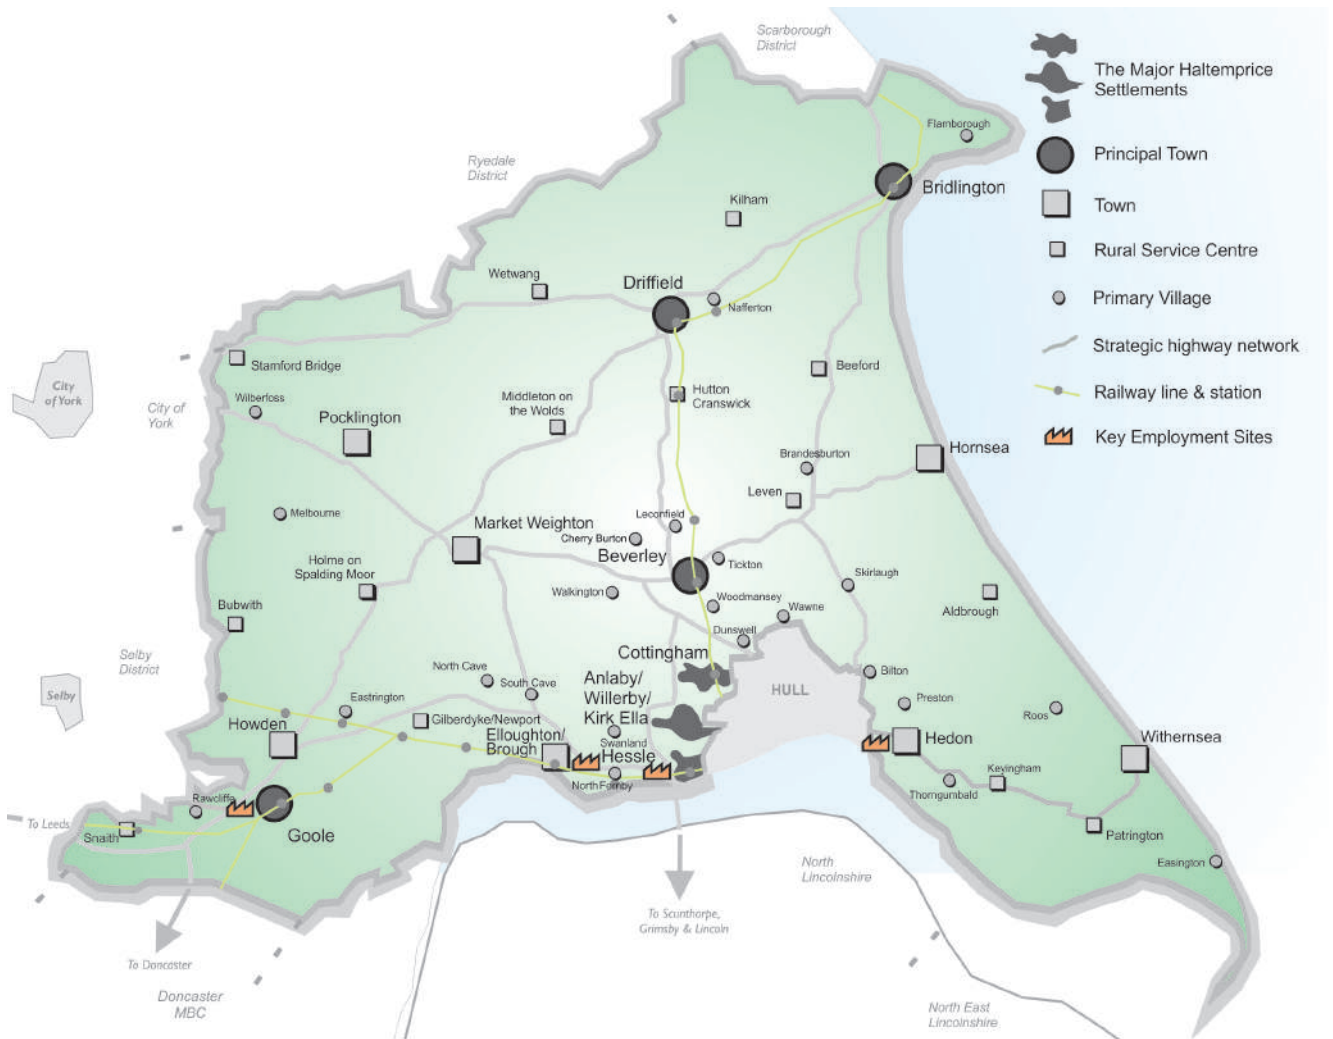 Scarborough
District
The Major Haltemprice
Settlements
Flamborough
Principal Town
Ryedale
District
Bridlington
Kilham
Town
Rural Service Centre
Wetwang
Driffield
Primary Village
Nafferton
Strategic highway network
Stamford Bridge
Beeford
City
of York
City of
York
Wilberfoss
Middleton on
the Wolds
Hutton
Cranswick
Railway line & station
Pocklington
Key Employment Sites
Hornsea
Brandesburton
Leven
Melbourne
Market Weighton
Leconfield
Cherry Burton
Beverley
Tickton
Holme on
Spalding Moor
Skirlaugh
Walkington
Woodmansey
Wawne
Aldbrough
Bubwith
Dunswell
Selby
District
Cottingham
North Cave
South Cave
Anlaby/
Willerby/
Kirk Ella
HULL
Bilton
Selby
Eastrington
Preston
Roos
Howden
Gilberdyke/Newport
Elloughton/
Brough
Swanland
Hessle
Hedon
Withernsea
North Ferriby
Keyingham
Thorngumbald
Rawcliffe
To Leeds
Snaith
Goole
Patrington
North
Lincolnshire
Easington
To Scunthorpe,
Grimsby & Lincoln
To Doncaster
Doncaster
MBC
North East
Lincolnshire